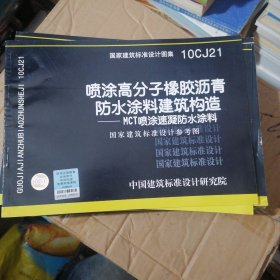 国家建筑标准设计图集 10CJ21
喷涂高分子橡胶沥青
防水涂料建筑构造
——MCT喷涂速凝防水涂料
国家建筑标准设计参考图
国家建筑标准设计
国家建筑标准设计
国家建筑标准设计
中国建筑标准设计研究院
GUOJIAJIANZHUBIAOZHUNSHEJI 10CJ21